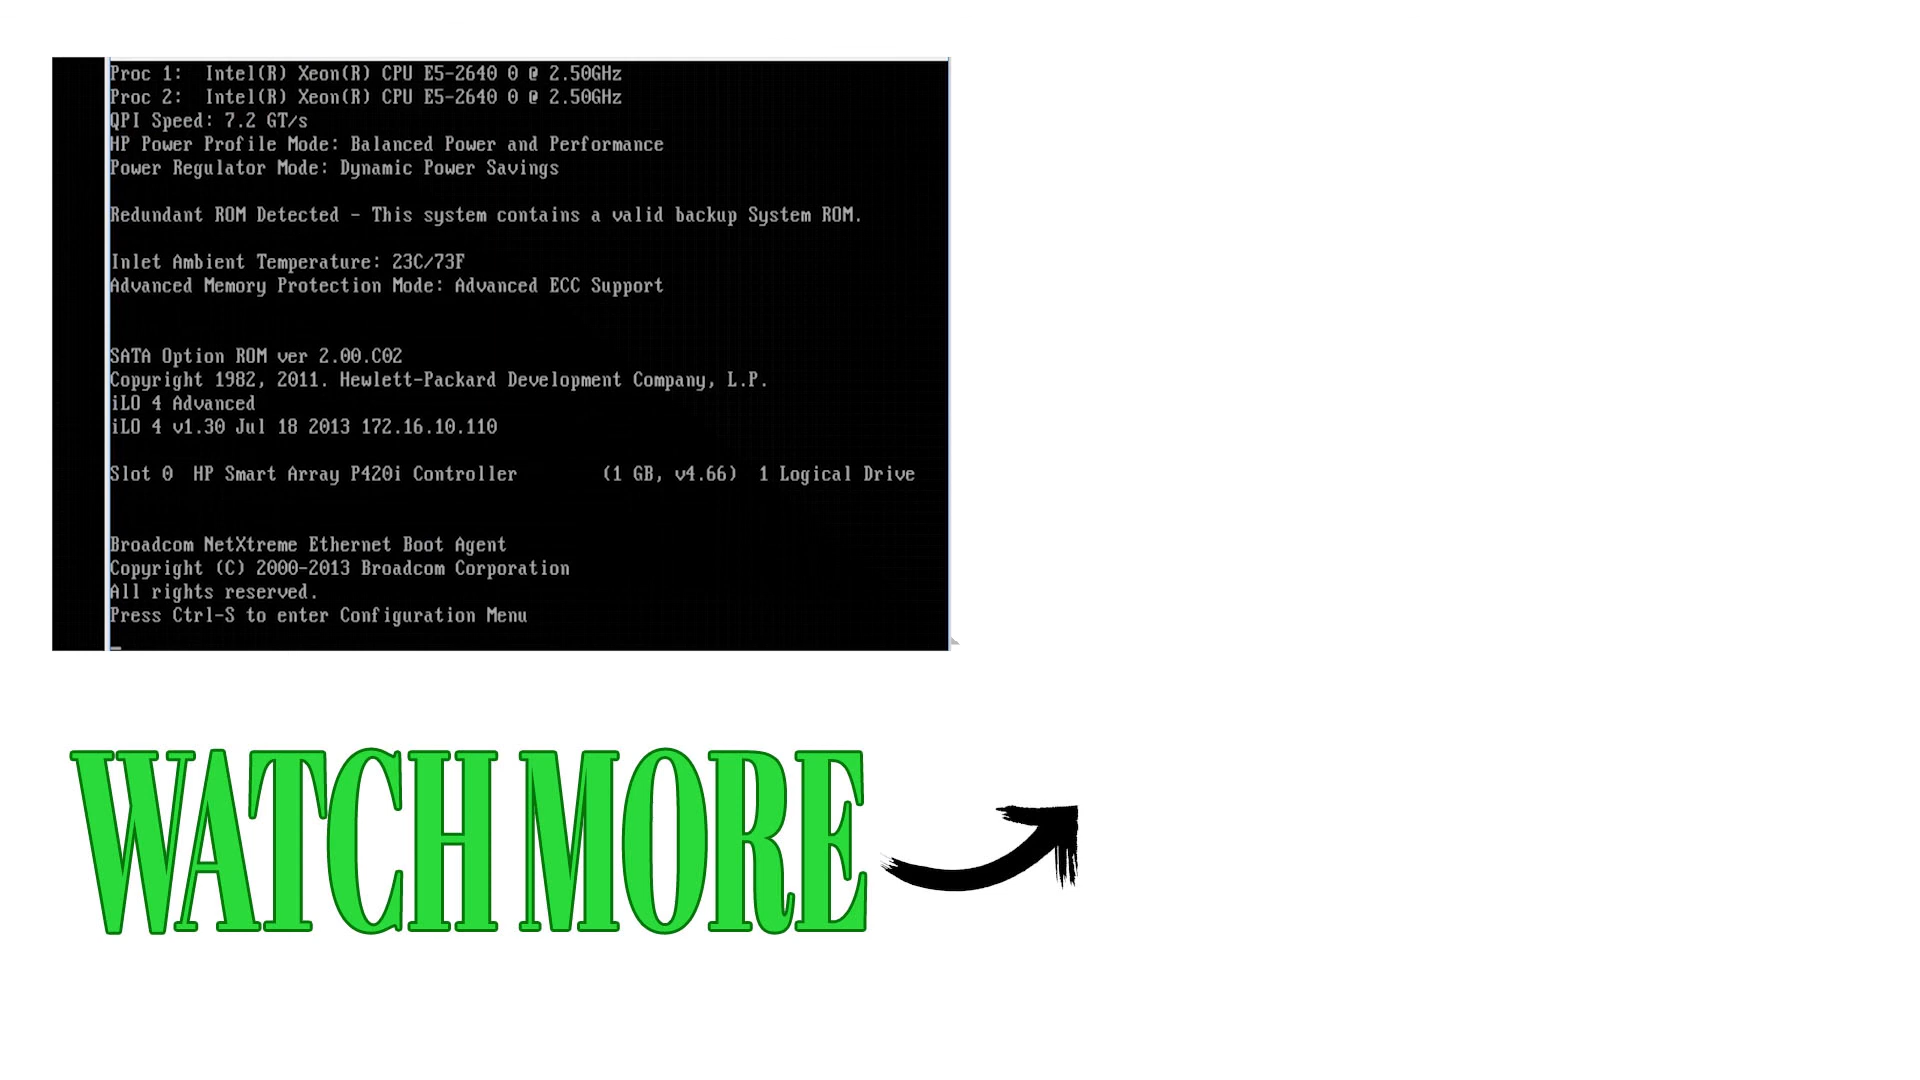 Proc 1:  Intel(R) Xeon(R) CPU E5-2640 0 @ 2.50GHz
Proc 2:  Intel(R) Xeon(R) CPU E5-2640 0 @ 2.50GHz
QPI Speed: 7.2 GT/s
HP Power Profile Mode: Balanced Power and Performance
Power Regulator Mode: Dynamic Power Savings
Redundant ROM Detected - This system contains a valid backup System ROM.
Inlet Ambient Temperature: 23C/73F
Advanced Memory Protection Mode: Advanced ECC Support
SATA Option ROM ver 2.00.C02
Copyright 1982, 2011. Hewlett-Packard Development Company, L.P.
iLO 4 Advanced
iLO 4 v1.30 Jul 18 2013 172.16.10.110
Slot 0  HP Smart Array P420i Controller        (1 GB, v4.66)  1 Logical Drive
Broadcom NetXtreme Ethernet Boot Agent
Copyright (C) 2000-2013 Broadcom Corporation
All rights reserved.
Press Ctrl-S to enter Configuration Menu
WATCH MORE